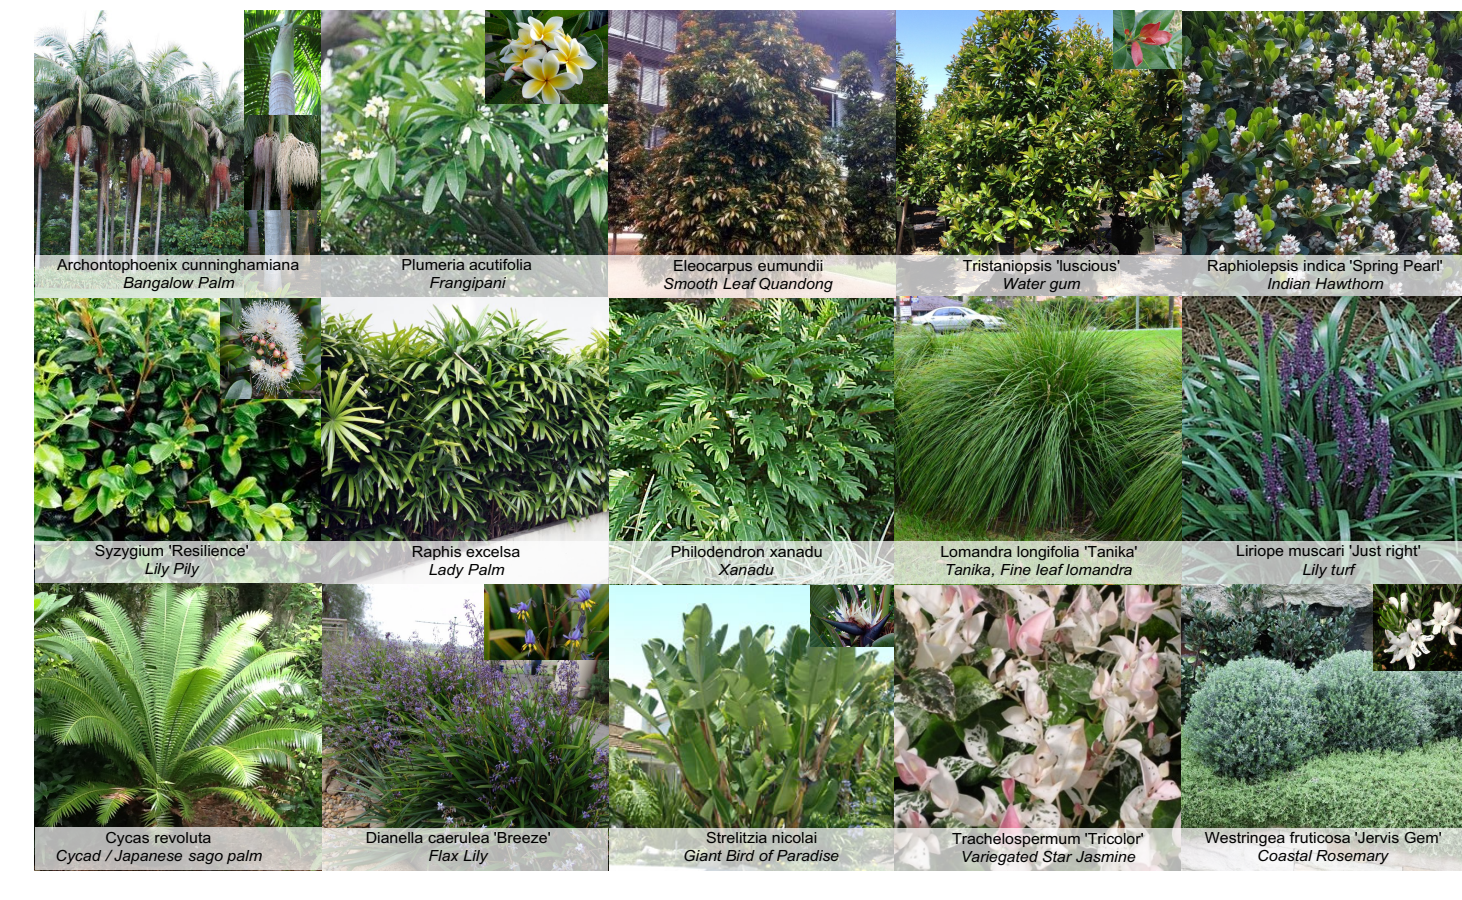 Archontophoenix cunninghamiana
Bangalow Palm
Plumeria acutifolia
Frangipani
Eleocarpus eumundii
Smooth Leaf Quandong
Tristaniopsis 'luscious'
Water gum
Raphiolepsis indica 'Spring Pearl'
Indian Hawthorn
Syzygium 'Resilience'
Lily Pily
Raphis excelsa
Lady Palm
Philodendron xanadu
Xanadu
Lomandra longifolia 'Tanika'
Tanika, Fine leaf lomandra
Liriope muscari 'Just right'
Lily turf
Cycas revoluta
Cycad / Japanese sago palm
Dianella caerulea 'Breeze'
Flax Lily
Strelitzia nicolai
Giant Bird of Paradise
Trachelospermum 'Tricolor'
Variegated Star Jasmine
Westringea fruticosa 'Jervis Gem'
Coastal Rosemary